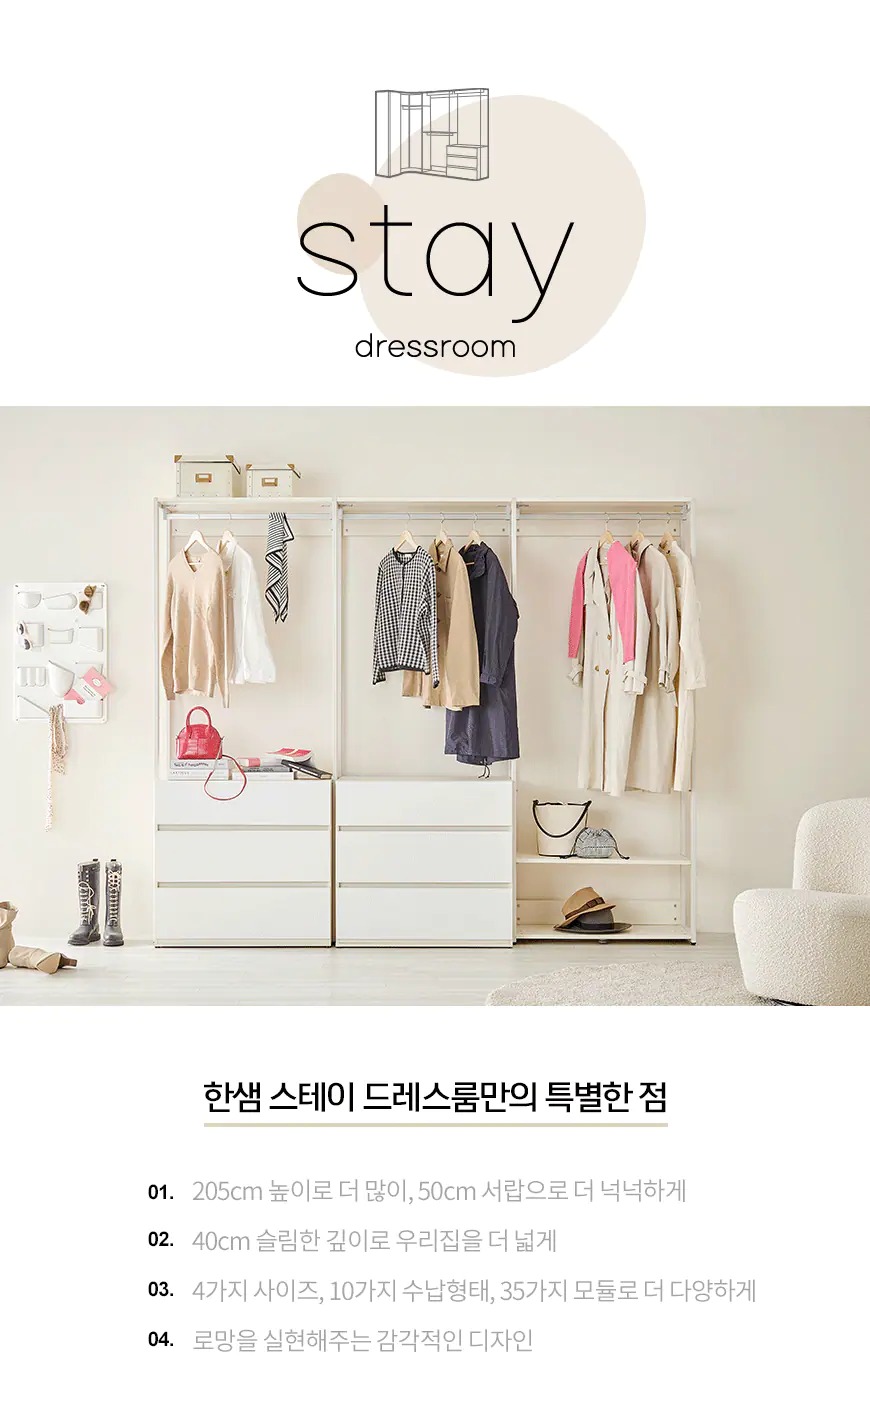 stay
dressroom
한샘 스테이 드레스룸만의 특별한 점
01. 205cm 높이로 더 많이, 50cm 서랍으로 더 넉넉하게
02. 40cm 슬림한 깊이로 우리집을 더 넓게
03. 4가지 사이즈, 10가지 수납형태, 35가지 모듈로 더 다양하게
04. 로망을 실현해주는 감각적인 디자인